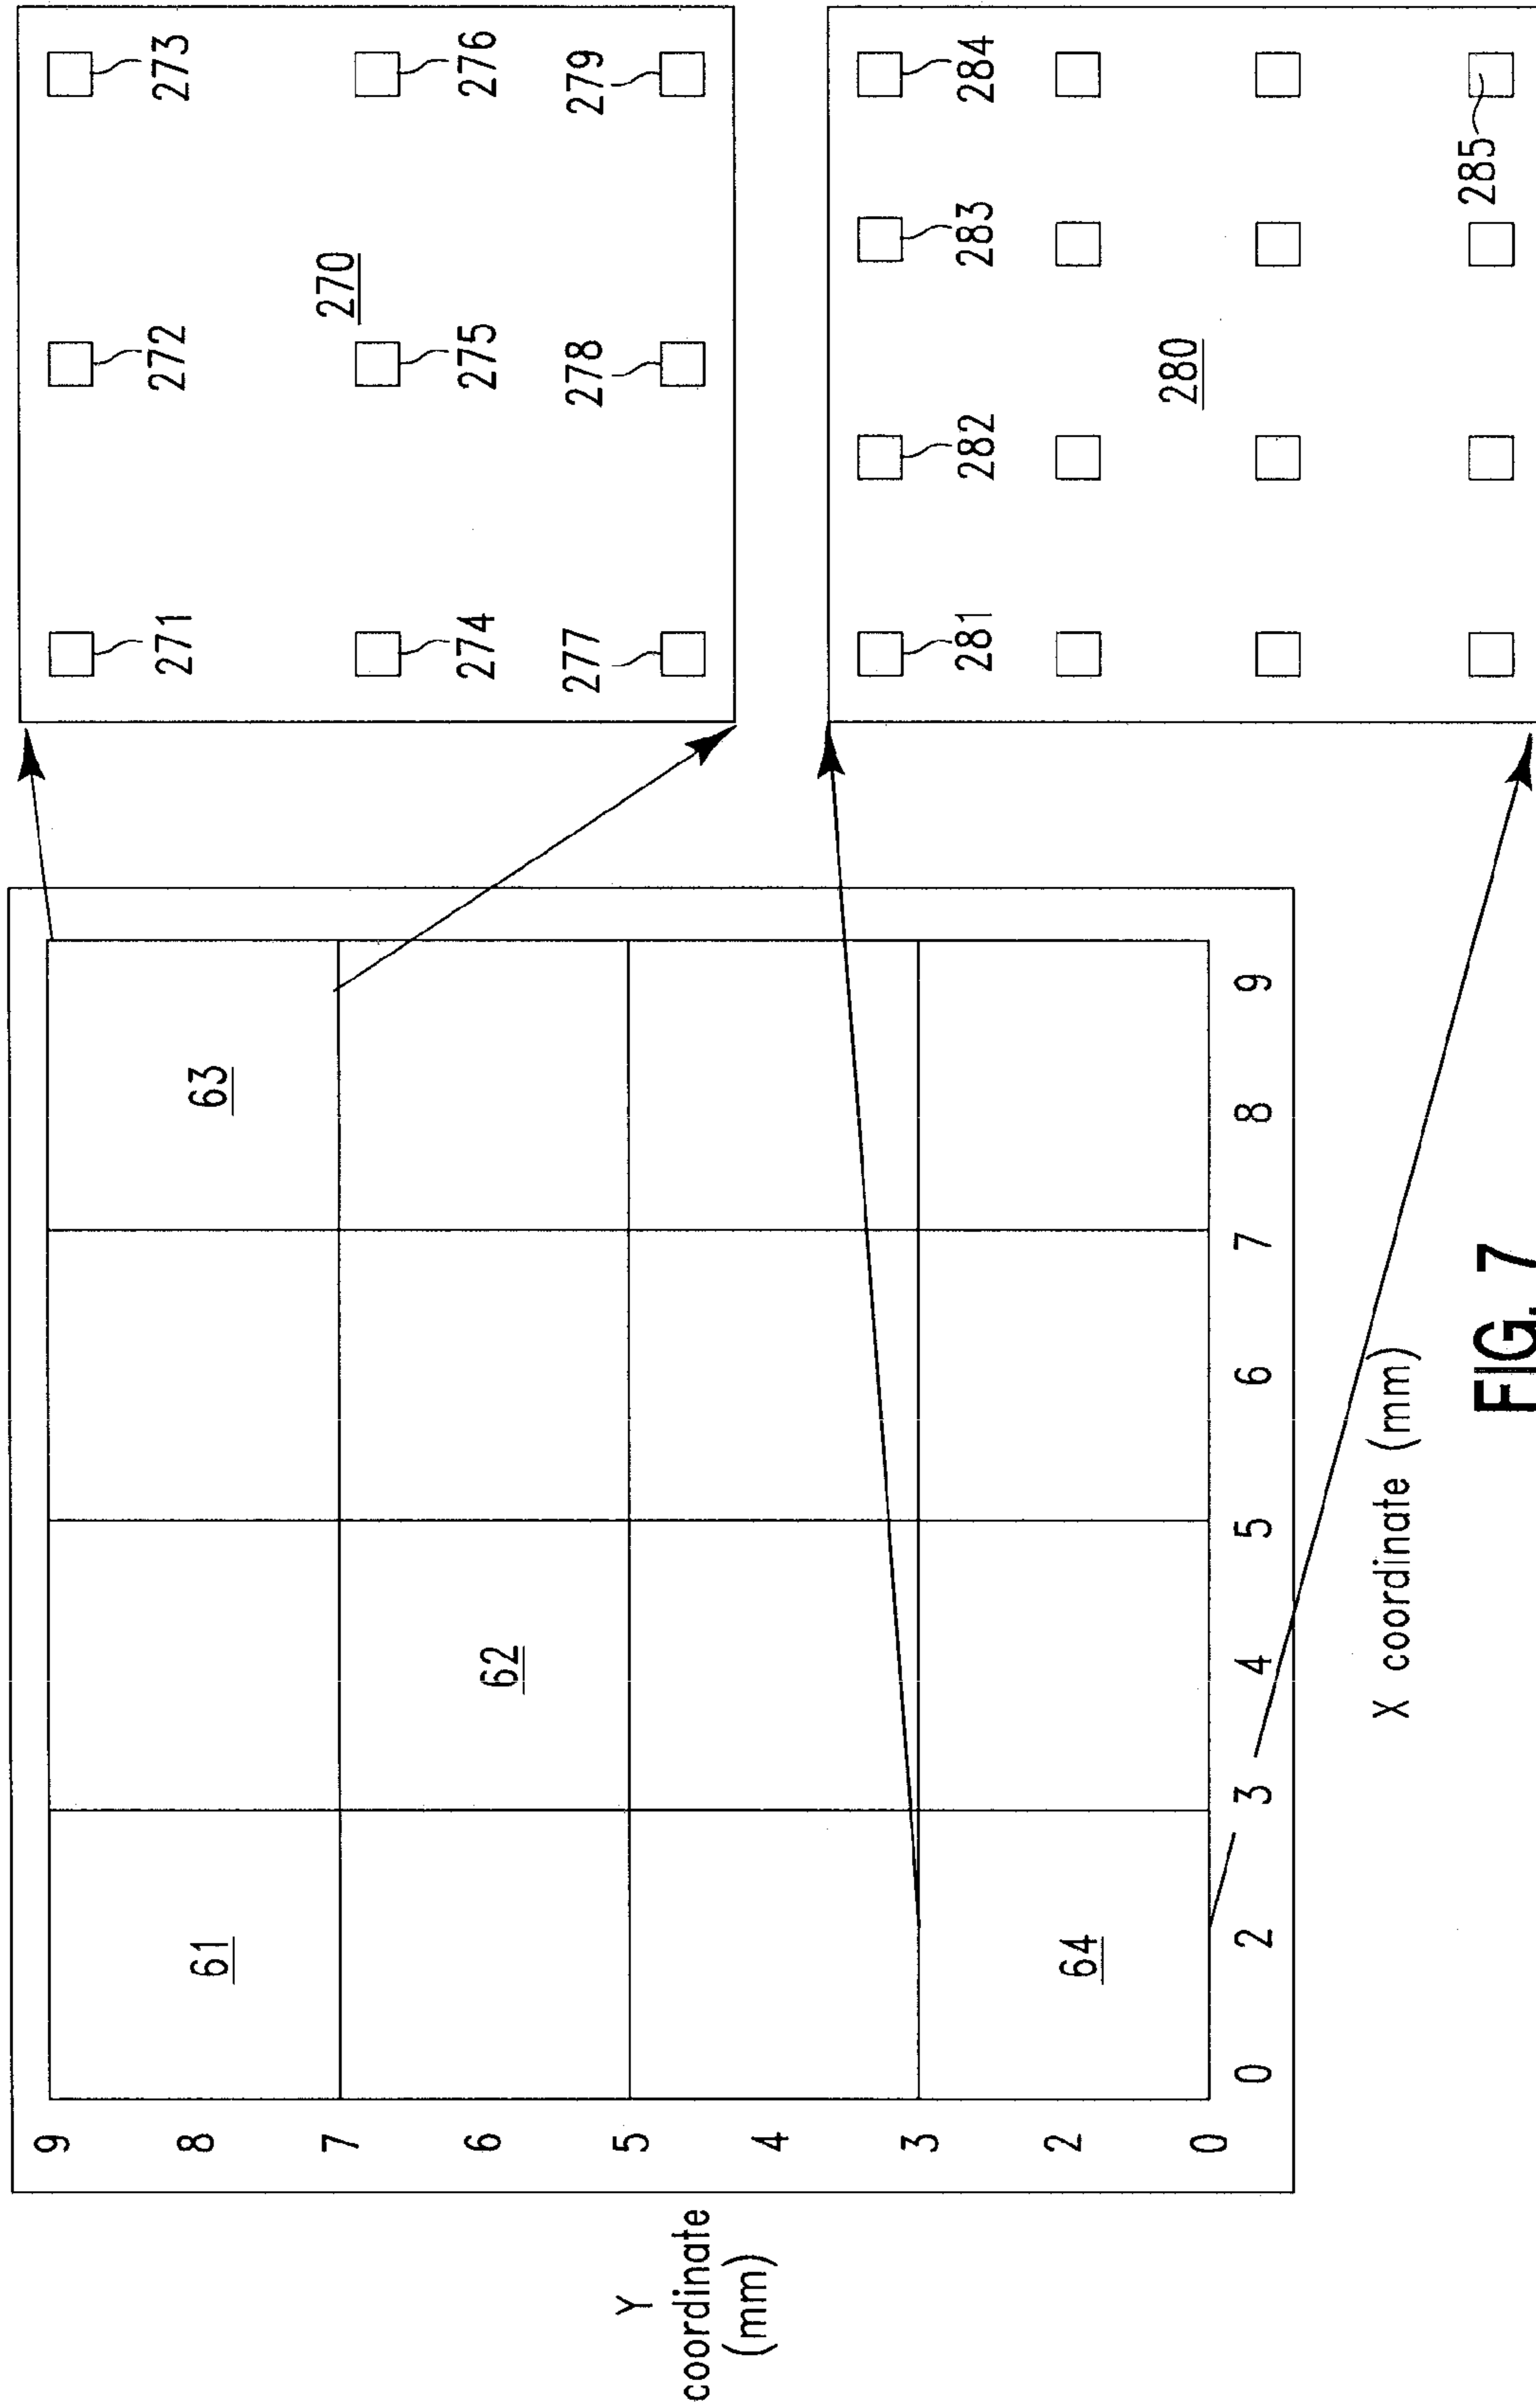 Y
coordinate
(mm)
9
8
7
6
5
4
3
2
0
61
63
62
64
0 2 3 4 5 6 7 8 9
X coordinate (mm)
271 272 273
270
274 275 276
277 278 279
281 282 283 284
280
285
FIG. 7